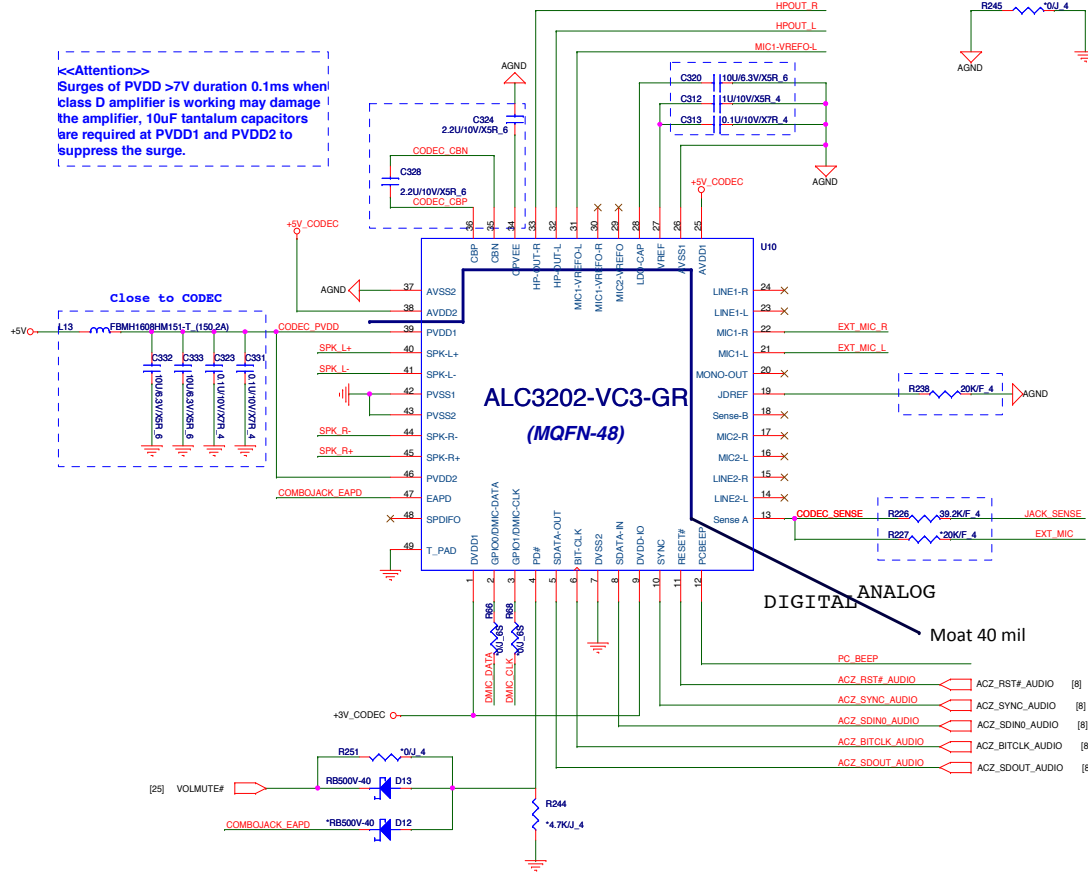 HPOUT_R
R245
*0/J_4
HPOUT_L
MIC1-VREFO-L
AGND
<<Attention>>
Surges of PVDD >7V duration 0.1ms when
class D amplifier is working may damage
the amplifier, 10uF tantalum capacitors
are required at PVDD1 and PVDD2 to
suppress the surge.
AGND
C320
10U/6.3V/X5R_6
C312
1U/10V/X5R_4
C313
0.1U/10V/X7R_4
C324
2.2U/10V/X5R_6
CODEC_CBN
C328
2.2U/10V/X5R_6
CODEC_CBP
AGND
+5V_CODEC
+5V_CODEC
36
35
34
33
32
31
30
29
28
27
26
25
CBP
CBN
CPVEE
HP-OUT-R
HP-OUT-L
MIC1-VREFO-L
MIC1-VREFO-R
MIC2-VREFO
LDO-CAP
VREF
AVSS1
AVDD1
U10
AGND
37 AVSS2
38 AVDD2
39 PVDD1
40 SPK-L+
41 SPK-L-
42 PVSS1
43 PVSS2
44 SPK-R-
45 SPK-R+
46 PVDD2
47 EAPD
48 SPDIFO
49 T_PAD
Close to CODEC
+5V
L13
FBMH1608HM151-T_(150,2A)
CODEC_PVDD
C332
10U/6.3V/X5R_6
C333
10U/6.3V/X5R_6
C323
0.1U/10V/X7R_4
C331
0.1U/10V/X7R_4
SPK_L+
SPK_L-
SPK_R-
SPK_R+
COMBOJACK_EAPD
ALC3202-VC3-GR
(MQFN-48)
LINE1-R 24
LINE1-L 23
MIC1-R 22
EXT_MIC_R
MIC1-L 21
EXT_MIC_L
MONO-OUT 20
JDREF 19
R238
20K/F_4
AGND
Sense-B 18
MIC2-R 17
MIC2-L 16
LINE2-R 15
LINE2-L 14
Sense A 13
CODEC_SENSE
R226
39.2K/F_4
JACK_SENSE
R227
*20K/F_4
EXT_MIC
DVDD1
GPIO0/DMIC-DATA
GPIO1/DMIC-CLK
PD#
SDATA-OUT
BIT-CLK
DVSS2
SDATA-IN
DVDD-IO
SYNC
RESET#
PCBEEP
1
2
3
4
5
6
7
8
9
10
11
12
DIGITAL
ANALOG
Moat 40 mil
R66
*0/J_6S
R68
*0/J_6S
DMIC_DATA
DMIC_CLK
PC_BEEP
ACZ_RST#_AUDIO
ACZ_RST#_AUDIO [8]
ACZ_SYNC_AUDIO
ACZ_SYNC_AUDIO [8]
ACZ_SDIN0_AUDIO
ACZ_SDIN0_AUDIO [8]
ACZ_BITCLK_AUDIO
ACZ_BITCLK_AUDIO [8
ACZ_SDOUT_AUDIO
ACZ_SDOUT_AUDIO [8
+3V_CODEC
R251
*0/J_4
[25] VOLMUTE#
RB500V-40
D13
COMBOJACK_EAPD
*RB500V-40
D12
R244
*4.7K/J_4